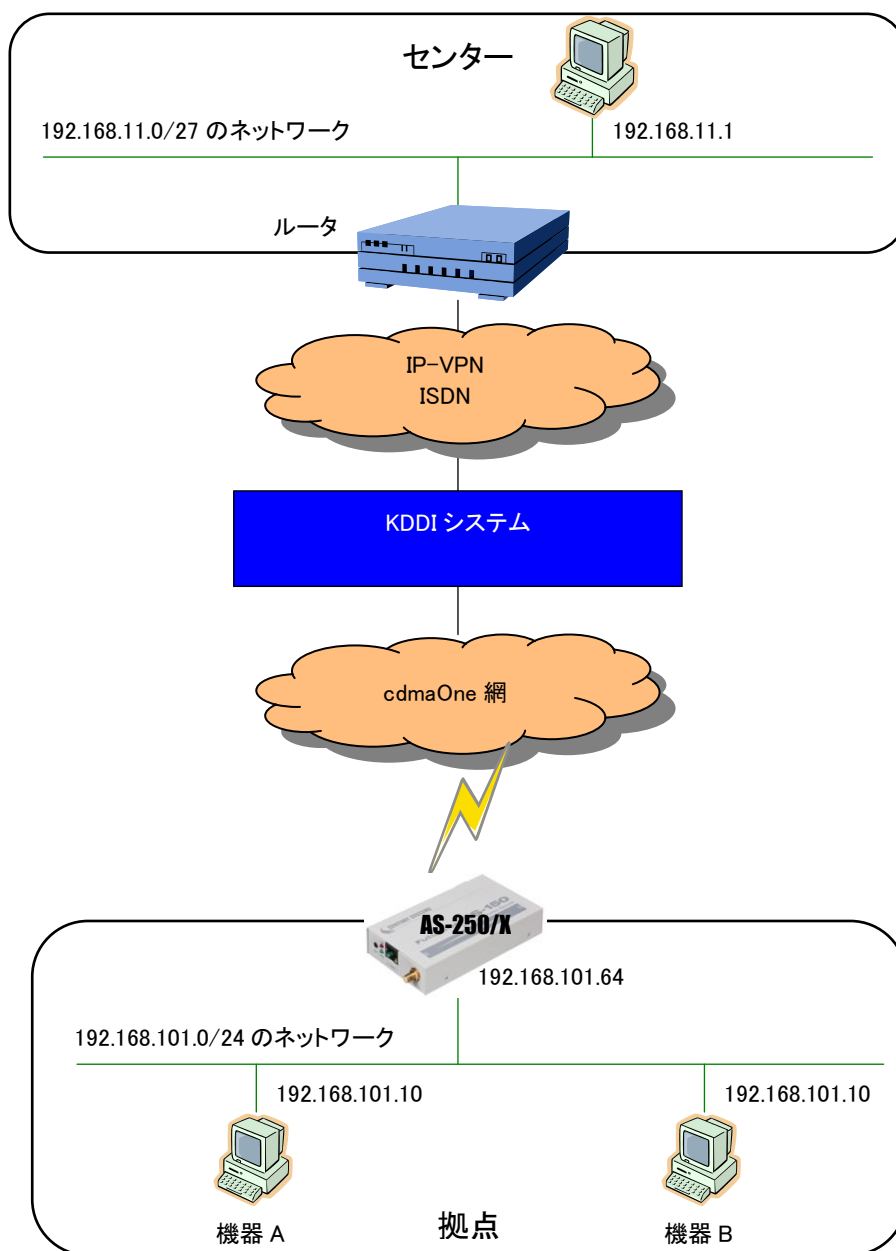 センター
192.168.11.0/27 のネットワーク
192.168.11.1
ルータ
IP-VPN
ISDN
KDDI システム
cdmaOne 網
AS-250/X
192.168.101.64
192.168.101.0/24 のネットワーク
192.168.101.10
192.168.101.10
機器 A
拠点
機器 B